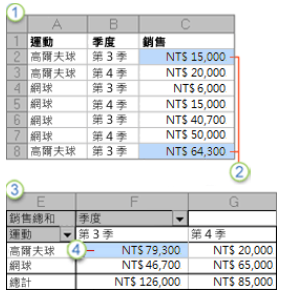 1
A B C
1 運動 季度 銷售
2 高爾夫球 第 3 季 NT$ 15,000
3 高爾夫球 第 4 季 NT$ 20,000
4 網球 第 3 季 NT$ 6,000
5 網球 第 4 季 NT$ 15,000
6 網球 第 3 季 NT$ 40,700
7 網球 第 4 季 NT$ 50,000
8 高爾夫球 第 3 季 NT$ 64,300
2
3
E F G
銷售總和 季度
運動 第 3 季 第 4 季
高爾夫球 4 NT$ 79,300 NT$ 20,000
網球 NT$ 46,700 NT$ 65,000
總計 NT$ 126,000 NT$ 85,000